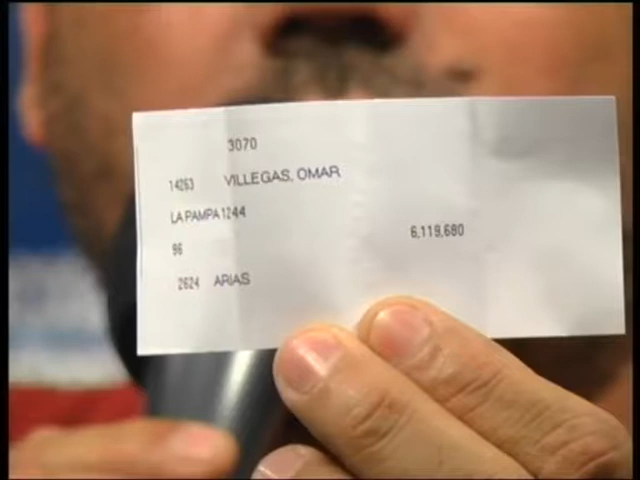 3070
14263 VILLEGAS, OMAR
LA PAMPA 1244
96 6,119,680
2624 ARIAS